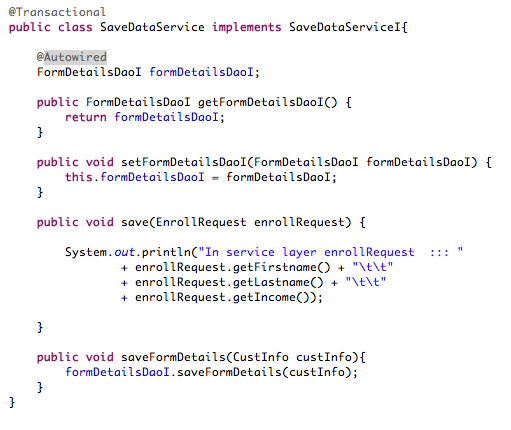 @Transactional
public class SaveDataService implements SaveDataServiceI{
@Autowired
FormDetailsDaoI formDetailsDaoI;
public FormDetailsDaoI getFormDetailsDaoI() {
return formDetailsDaoI;
}
public void setFormDetailsDaoI(FormDetailsDaoI formDetailsDaoI) {
this.formDetailsDaoI = formDetailsDaoI;
}
public void save(EnrollRequest enrollRequest) {
System.out.println("In service layer enrollRequest  ::: "
+ enrollRequest.getFirstname() + "\t\t"
+ enrollRequest.getLastname() + "\t\t"
+ enrollRequest.getIncome());
}
public void saveFormDetails(CustInfo custInfo){
formDetailsDaoI.saveFormDetails(custInfo);
}
}